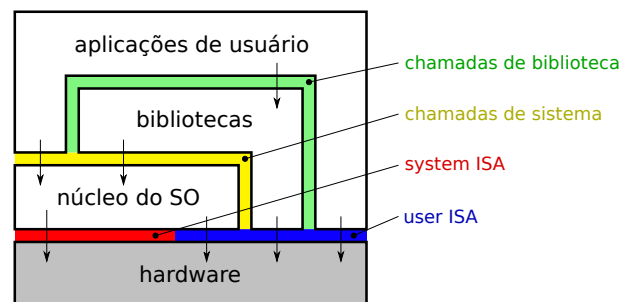 aplicações de usuário
chamadas de biblioteca
bibliotecas
chamadas de sistema
system ISA
núcleo do SO
user ISA
hardware